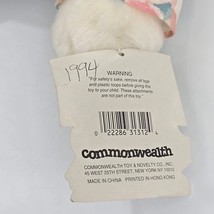 1994
WARNING
"For safety's sake, remove all tags
and plastic loops before giving this
toy to your child. These attachments
are not part of this toy."
0 22286 31312 4
commonwealth
COMMONWEALTH TOY & NOVELTY CO., INC.
45 WEST 25TH STREET, NEW YORK NY 10010
MADE IN CHINA PRINTED IN HONG KONG